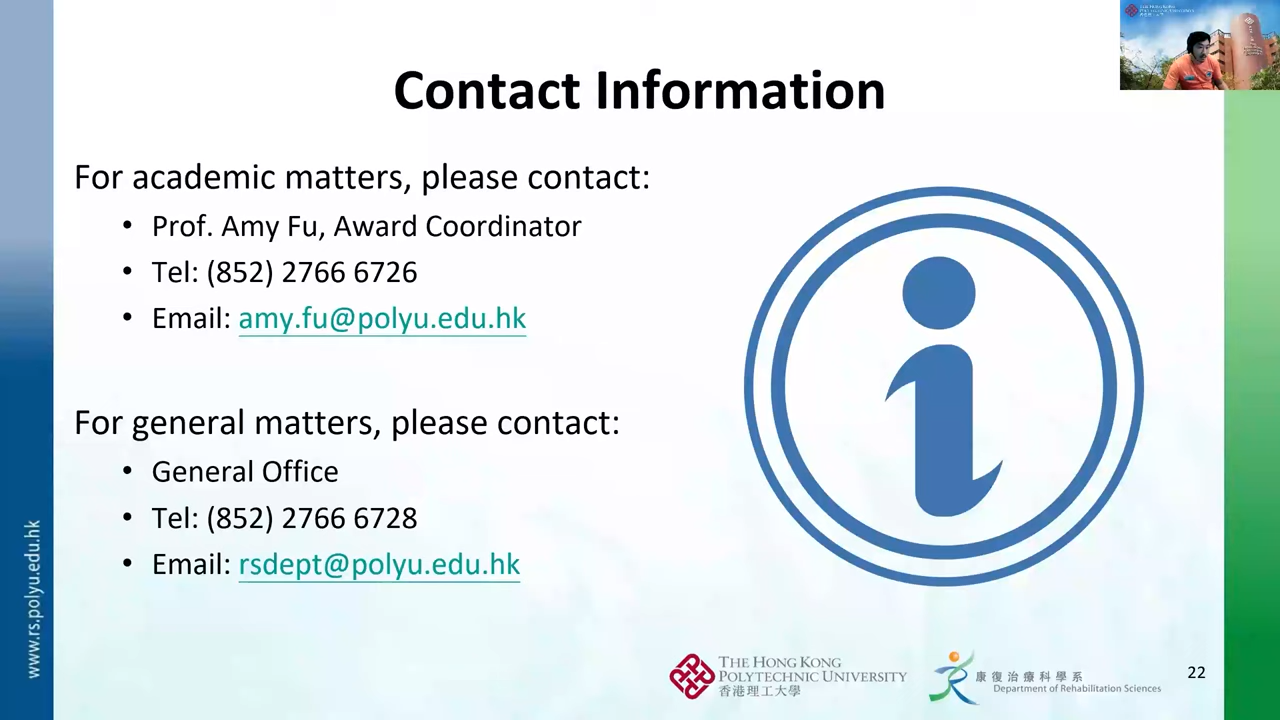 Contact Information
For academic matters, please contact:
• Prof. Amy Fu, Award Coordinator
• Tel: (852) 2766 6726
• Email: amy.fu@polyu.edu.hk
For general matters, please contact:
• General Office
• Tel: (852) 2766 6728
• Email: rsdept@polyu.edu.hk
www.rs.polyu.edu.hk
THE HONG KONG
POLYTECHNIC UNIVERSITY
香港理工大學
康復治療科學系
Department of Rehabilitation Sciences
22